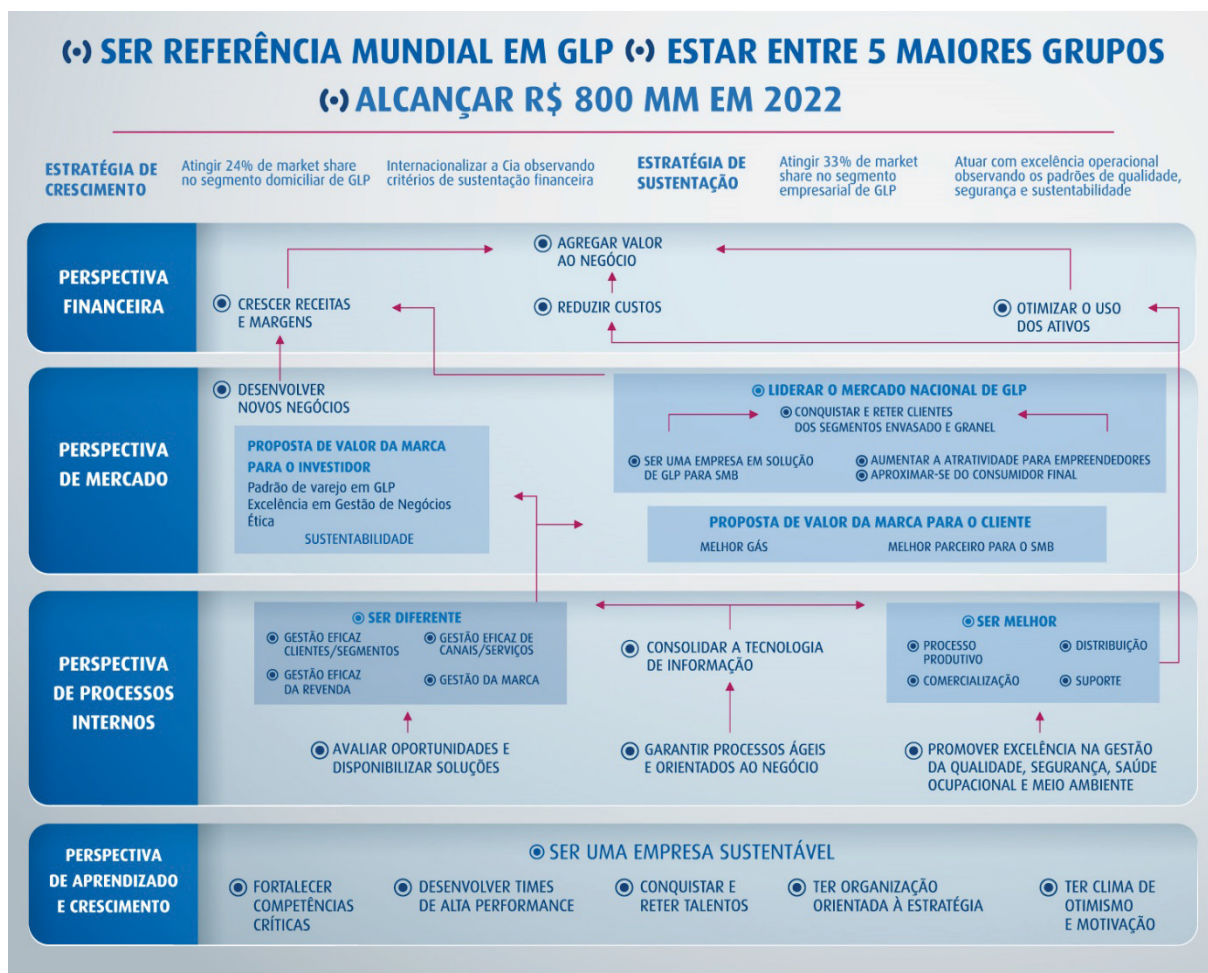 SER REFERÊNCIA MUNDIAL EM GLP (•) ESTAR ENTRE 5 MAIORES GRUPOS
ALCANÇAR R$ 800 MM EM 2022
ESTRATÉGIA DE
CRESCIMENTO
Atingir 24% de market share
no segmento domiciliar de GLP
Internacionalizar a Cia observando
critérios de sustentação financeira
ESTRATÉGIA DE
SUSTENTAÇÃO
Atingir 33% de market
share no segmento
empresarial de GLP
Atuar com excelência operacional
observando os padrões de qualidade,
segurança e sustentabilidade
PERSPECTIVA
FINANCEIRA
AGREGAR VALOR
AO NEGÓCIO
CRESCER RECEITAS
E MARGENS
REDUZIR CUSTOS
OTIMIZAR O USO
DOS ATIVOS
PERSPECTIVA
DE MERCADO
DESENVOLVER
NOVOS NEGÓCIOS
PROPOSTA DE VALOR DA MARCA
PARA O INVESTIDOR
Padrão de varejo em GLP
Excelência em Gestão de Negócios
Ética
SUSTENTABILIDADE
LIDERAR O MERCADO NACIONAL DE GLP
CONQUISTAR E RETER CLIENTES
DOS SEGMENTOS ENVASADO E GRANEL
SER UMA EMPRESA EM SOLUÇÃO
DE GLP PARA SMB
AUMENTAR A ATRATIVIDADE PARA EMPREENDEDORES
APROXIMAR-SE DO CONSUMIDOR FINAL
PROPOSTA DE VALOR DA MARCA PARA O CLIENTE
MELHOR GÁS
MELHOR PARCEIRO PARA O SMB
PERSPECTIVA
DE PROCESSOS
INTERNOS
SER DIFERENTE
GESTÃO EFICAZ
CLIENTES/SEGMENTOS
GESTÃO EFICAZ DE
CANAIS/SERVIÇOS
GESTÃO EFICAZ
DA REVENDA
GESTÃO DA MARCA
CONSOLIDAR A TECNOLOGIA
DE INFORMAÇÃO
SER MELHOR
PROCESSO
PRODUTIVO
DISTRIBUIÇÃO
COMERCIALIZAÇÃO
SUPORTE
AVALIAR OPORTUNIDADES E
DISPONIBILIZAR SOLUÇÕES
GARANTIR PROCESSOS ÁGEIS
E ORIENTADOS AO NEGÓCIO
PROMOVER EXCELÊNCIA NA GESTÃO
DA QUALIDADE, SEGURANÇA, SAÚDE
OCUPACIONAL E MEIO AMBIENTE
PERSPECTIVA
DE APRENDIZADO
E CRESCIMENTO
SER UMA EMPRESA SUSTENTÁVEL
FORTALECER
COMPETÊNCIAS
CRÍTICAS
DESENVOLVER TIMES
DE ALTA PERFORMANCE
CONQUISTAR E
RETER TALENTOS
TER ORGANIZAÇÃO
ORIENTADA À ESTRATÉGIA
TER CLIMA DE
OTIMISMO
E MOTIVAÇÃO